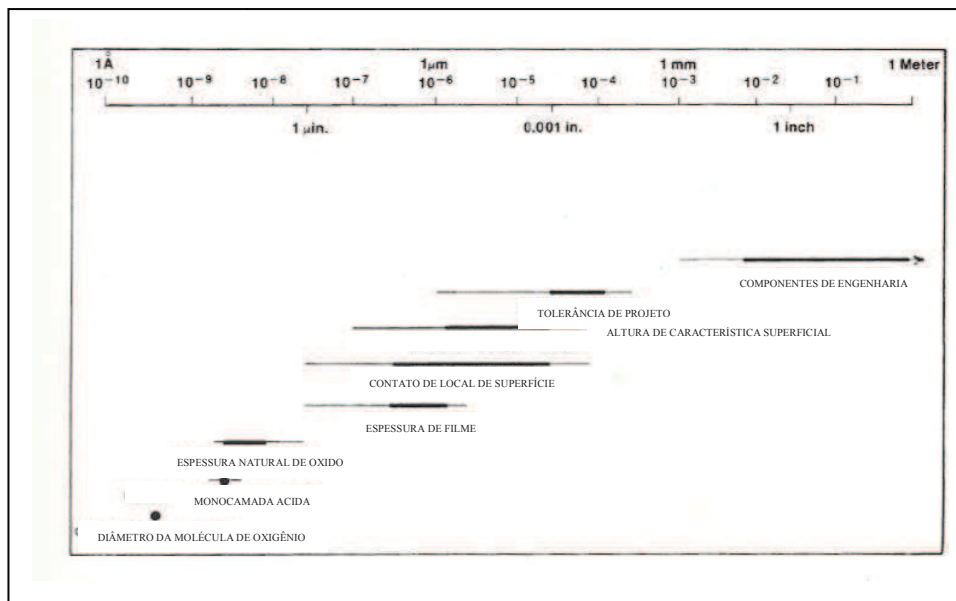 1Å 1μm 1 mm 1 Meter
10⁻¹⁰ 10⁻⁹ 10⁻⁸ 10⁻⁷ 10⁻⁶ 10⁻⁵ 10⁻⁴ 10⁻³ 10⁻² 10⁻¹
1 μin. 0.001 in. 1 inch
COMPONENTES DE ENGENHARIA
TOLERÂNCIA DE PROJETO
ALTURA DE CARACTERÍSTICA SUPERFICIAL
CONTATO DE LOCAL DE SUPERFÍCIE
ESPESSURA DE FILME
ESPESSURA NATURAL DE OXIDO
MONOCAMADA ACIDA
DIÂMETRO DA MOLÉCULA DE OXIGÊNIO